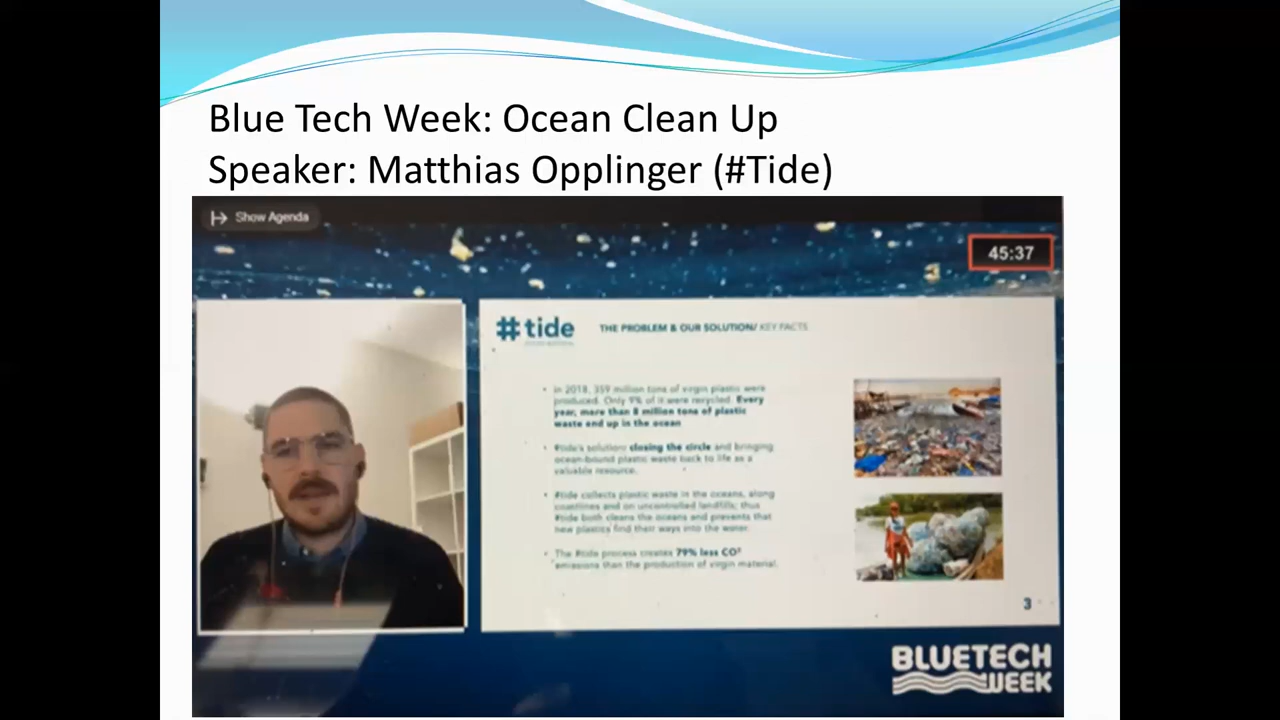 Blue Tech Week: Ocean Clean Up
Speaker: Matthias Opplinger (#Tide)
Show Agenda
45:37
#tide
THE PROBLEM & OUR SOLUTION/ KEY FACTS
• In 2018, 359 million tons of virgin plastic were
produced. Only 9% of it were recycled. Every
year, more than 8 million tons of plastic
waste end up in the ocean
• #tide's solution: closing the circle and bringing
ocean-bound plastic waste back to life as a
valuable resource.
• #tide collects plastic waste in the oceans, along
coastlines and on uncontrolled landfills; thus
#tide both cleans the oceans and prevents that
new plastics find their ways into the water.
• The #tide process creates 79% less CO²
emissions than the production of virgin material.
3
BLUETECH
WEEK